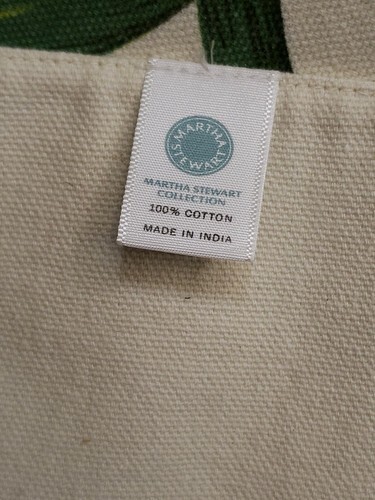 MARTHA
STEWART
MARTHA STEWART
COLLECTION
100% COTTON
MADE IN INDIA